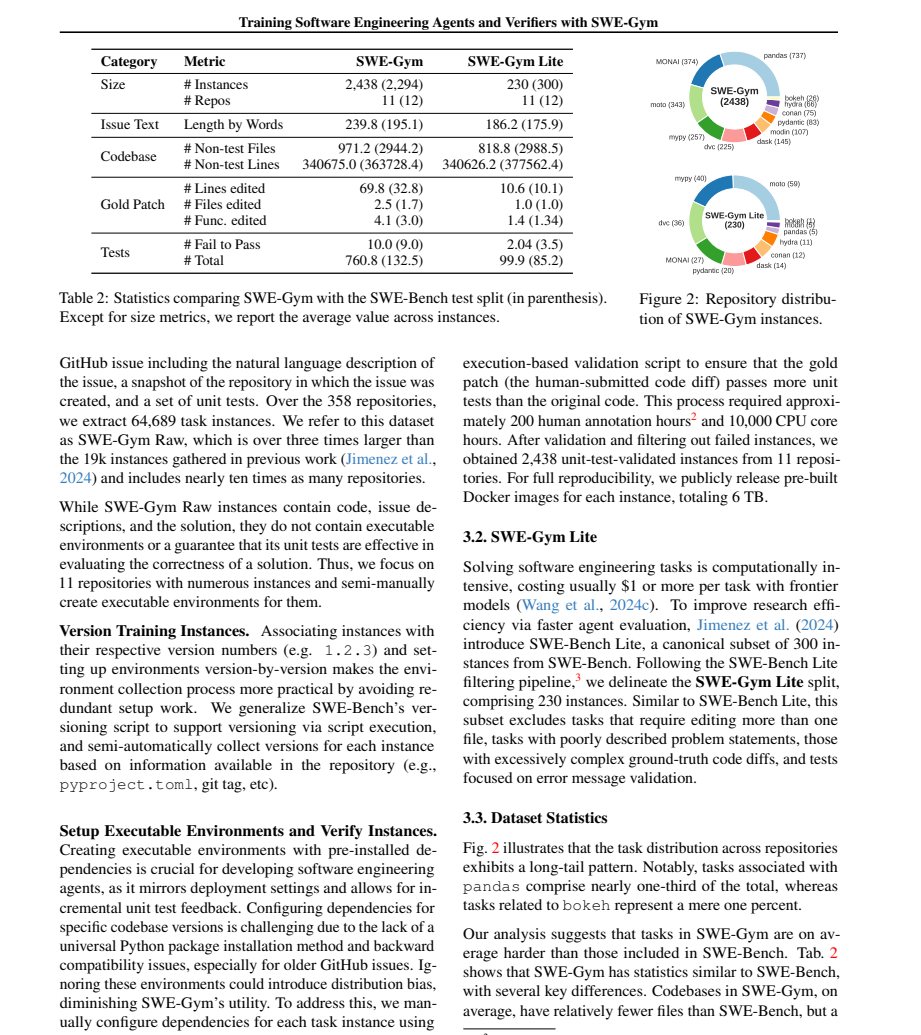 Training Software Engineering Agents and Verifiers with SWE-Gym
Category Metric SWE-Gym SWE-Gym Lite
Size # Instances 2,438 (2,294) 230 (300)
# Repos 11 (12) 11 (12)
Issue Text Length by Words 239.8 (195.1) 186.2 (175.9)
Codebase # Non-test Files 971.2 (2944.2) 818.8 (2988.5)
# Non-test Lines 340675.0 (363728.4) 340626.2 (377562.4)
Gold Patch # Lines edited 69.8 (32.8) 10.6 (10.1)
# Files edited 2.5 (1.7) 1.0 (1.0)
# Func. edited 4.1 (3.0) 1.4 (1.34)
Tests # Fail to Pass 10.0 (9.0) 2.04 (3.5)
# Total 760.8 (132.5) 99.9 (85.2)
Table 2: Statistics comparing SWE-Gym with the SWE-Bench test split (in parenthesis).
Except for size metrics, we report the average value across instances.
pandas (737)
MONAI (374)
SWE-Gym
(2438)
moto (343)
bokeh (26)
hydra (66)
conan (75)
pydantic (83)
modin (107)
dask (145)
mypy (257)
dvc (225)
mypy (40)
moto (59)
dvc (36)
SWE-Gym Lite
(230)
bokeh (1)
pandas (5)
hydra (11)
conan (12)
dask (14)
MONAI (27)
pydantic (20)
Figure 2: Repository distribu-
tion of SWE-Gym instances.
GitHub issue including the natural language description of
the issue, a snapshot of the repository in which the issue was
created, and a set of unit tests. Over the 358 repositories,
we extract 64,689 task instances. We refer to this dataset
as SWE-Gym Raw, which is over three times larger than
the 19k instances gathered in previous work (Jimenez et al.,
2024) and includes nearly ten times as many repositories.
While SWE-Gym Raw instances contain code, issue de-
scriptions, and the solution, they do not contain executable
environments or a guarantee that its unit tests are effective in
evaluating the correctness of a solution. Thus, we focus on
11 repositories with numerous instances and semi-manually
create executable environments for them.
Version Training Instances. Associating instances with
their respective version numbers (e.g. 1.2.3) and set-
ting up environments version-by-version makes the envi-
ronment collection process more practical by avoiding re-
dundant setup work. We generalize SWE-Bench's ver-
sioning script to support versioning via script execution,
and semi-automatically collect versions for each instance
based on information available in the repository (e.g.,
pyproject.toml, git tag, etc).
Setup Executable Environments and Verify Instances.
Creating executable environments with pre-installed de-
pendencies is crucial for developing software engineering
agents, as it mirrors deployment settings and allows for in-
cremental unit test feedback. Configuring dependencies for
specific codebase versions is challenging due to the lack of a
universal Python package installation method and backward
compatibility issues, especially for older GitHub issues. Ig-
noring these environments could introduce distribution bias,
diminishing SWE-Gym's utility. To address this, we man-
ually configure dependencies for each task instance using
execution-based validation script to ensure that the gold
patch (the human-submitted code diff) passes more unit
tests than the original code. This process required approxi-
mately 200 human annotation hours2 and 10,000 CPU core
hours. After validation and filtering out failed instances, we
obtained 2,438 unit-test-validated instances from 11 reposi-
tories. For full reproducibility, we publicly release pre-built
Docker images for each instance, totaling 6 TB.
3.2. SWE-Gym Lite
Solving software engineering tasks is computationally in-
tensive, costing usually $1 or more per task with frontier
models (Wang et al., 2024c). To improve research effi-
ciency via faster agent evaluation, Jimenez et al. (2024)
introduce SWE-Bench Lite, a canonical subset of 300 in-
stances from SWE-Bench. Following the SWE-Bench Lite
filtering pipeline,3 we delineate the SWE-Gym Lite split,
comprising 230 instances. Similar to SWE-Bench Lite, this
subset excludes tasks that require editing more than one
file, tasks with poorly described problem statements, those
with excessively complex ground-truth code diffs, and tests
focused on error message validation.
3.3. Dataset Statistics
Fig. 2 illustrates that the task distribution across repositories
exhibits a long-tail pattern. Notably, tasks associated with
pandas comprise nearly one-third of the total, whereas
tasks related to bokeh represent a mere one percent.
Our analysis suggests that tasks in SWE-Gym are on av-
erage harder than those included in SWE-Bench. Tab. 2
shows that SWE-Gym has statistics similar to SWE-Bench,
with several key differences. Codebases in SWE-Gym, on
average, have relatively fewer files than SWE-Bench, but a